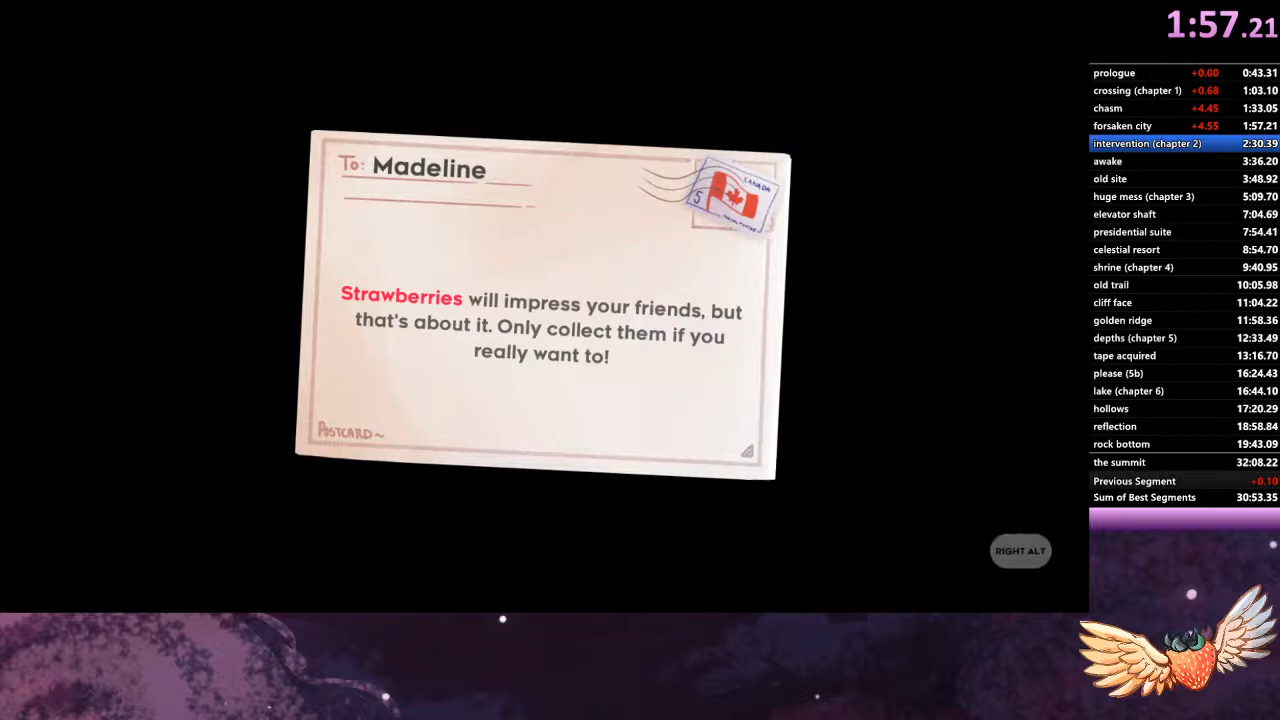 1:57.21
To: Madeline
CANADA
5
Strawberries will impress your friends, but
that's about it. Only collect them if you
really want to!
POSTCARD~
RIGHT ALT
prologue +0.00 0:43.31
crossing (chapter 1) +0.68 1:03.10
chasm +4.45 1:33.05
forsaken city +4.55 1:57.21
intervention (chapter 2) 2:30.39
awake 3:36.20
old site 3:48.92
huge mess (chapter 3) 5:09.70
elevator shaft 7:04.69
presidential suite 7:54.41
celestial resort 8:54.70
shrine (chapter 4) 9:40.95
old trail 10:05.98
cliff face 11:04.22
golden ridge 11:58.36
depths (chapter 5) 12:33.49
tape acquired 13:16.70
please (5b) 16:24.43
lake (chapter 6) 16:44.10
hollows 17:20.29
reflection 18:58.84
rock bottom 19:43.09
the summit 32:08.22
Previous Segment +0.10
Sum of Best Segments 30:53.35